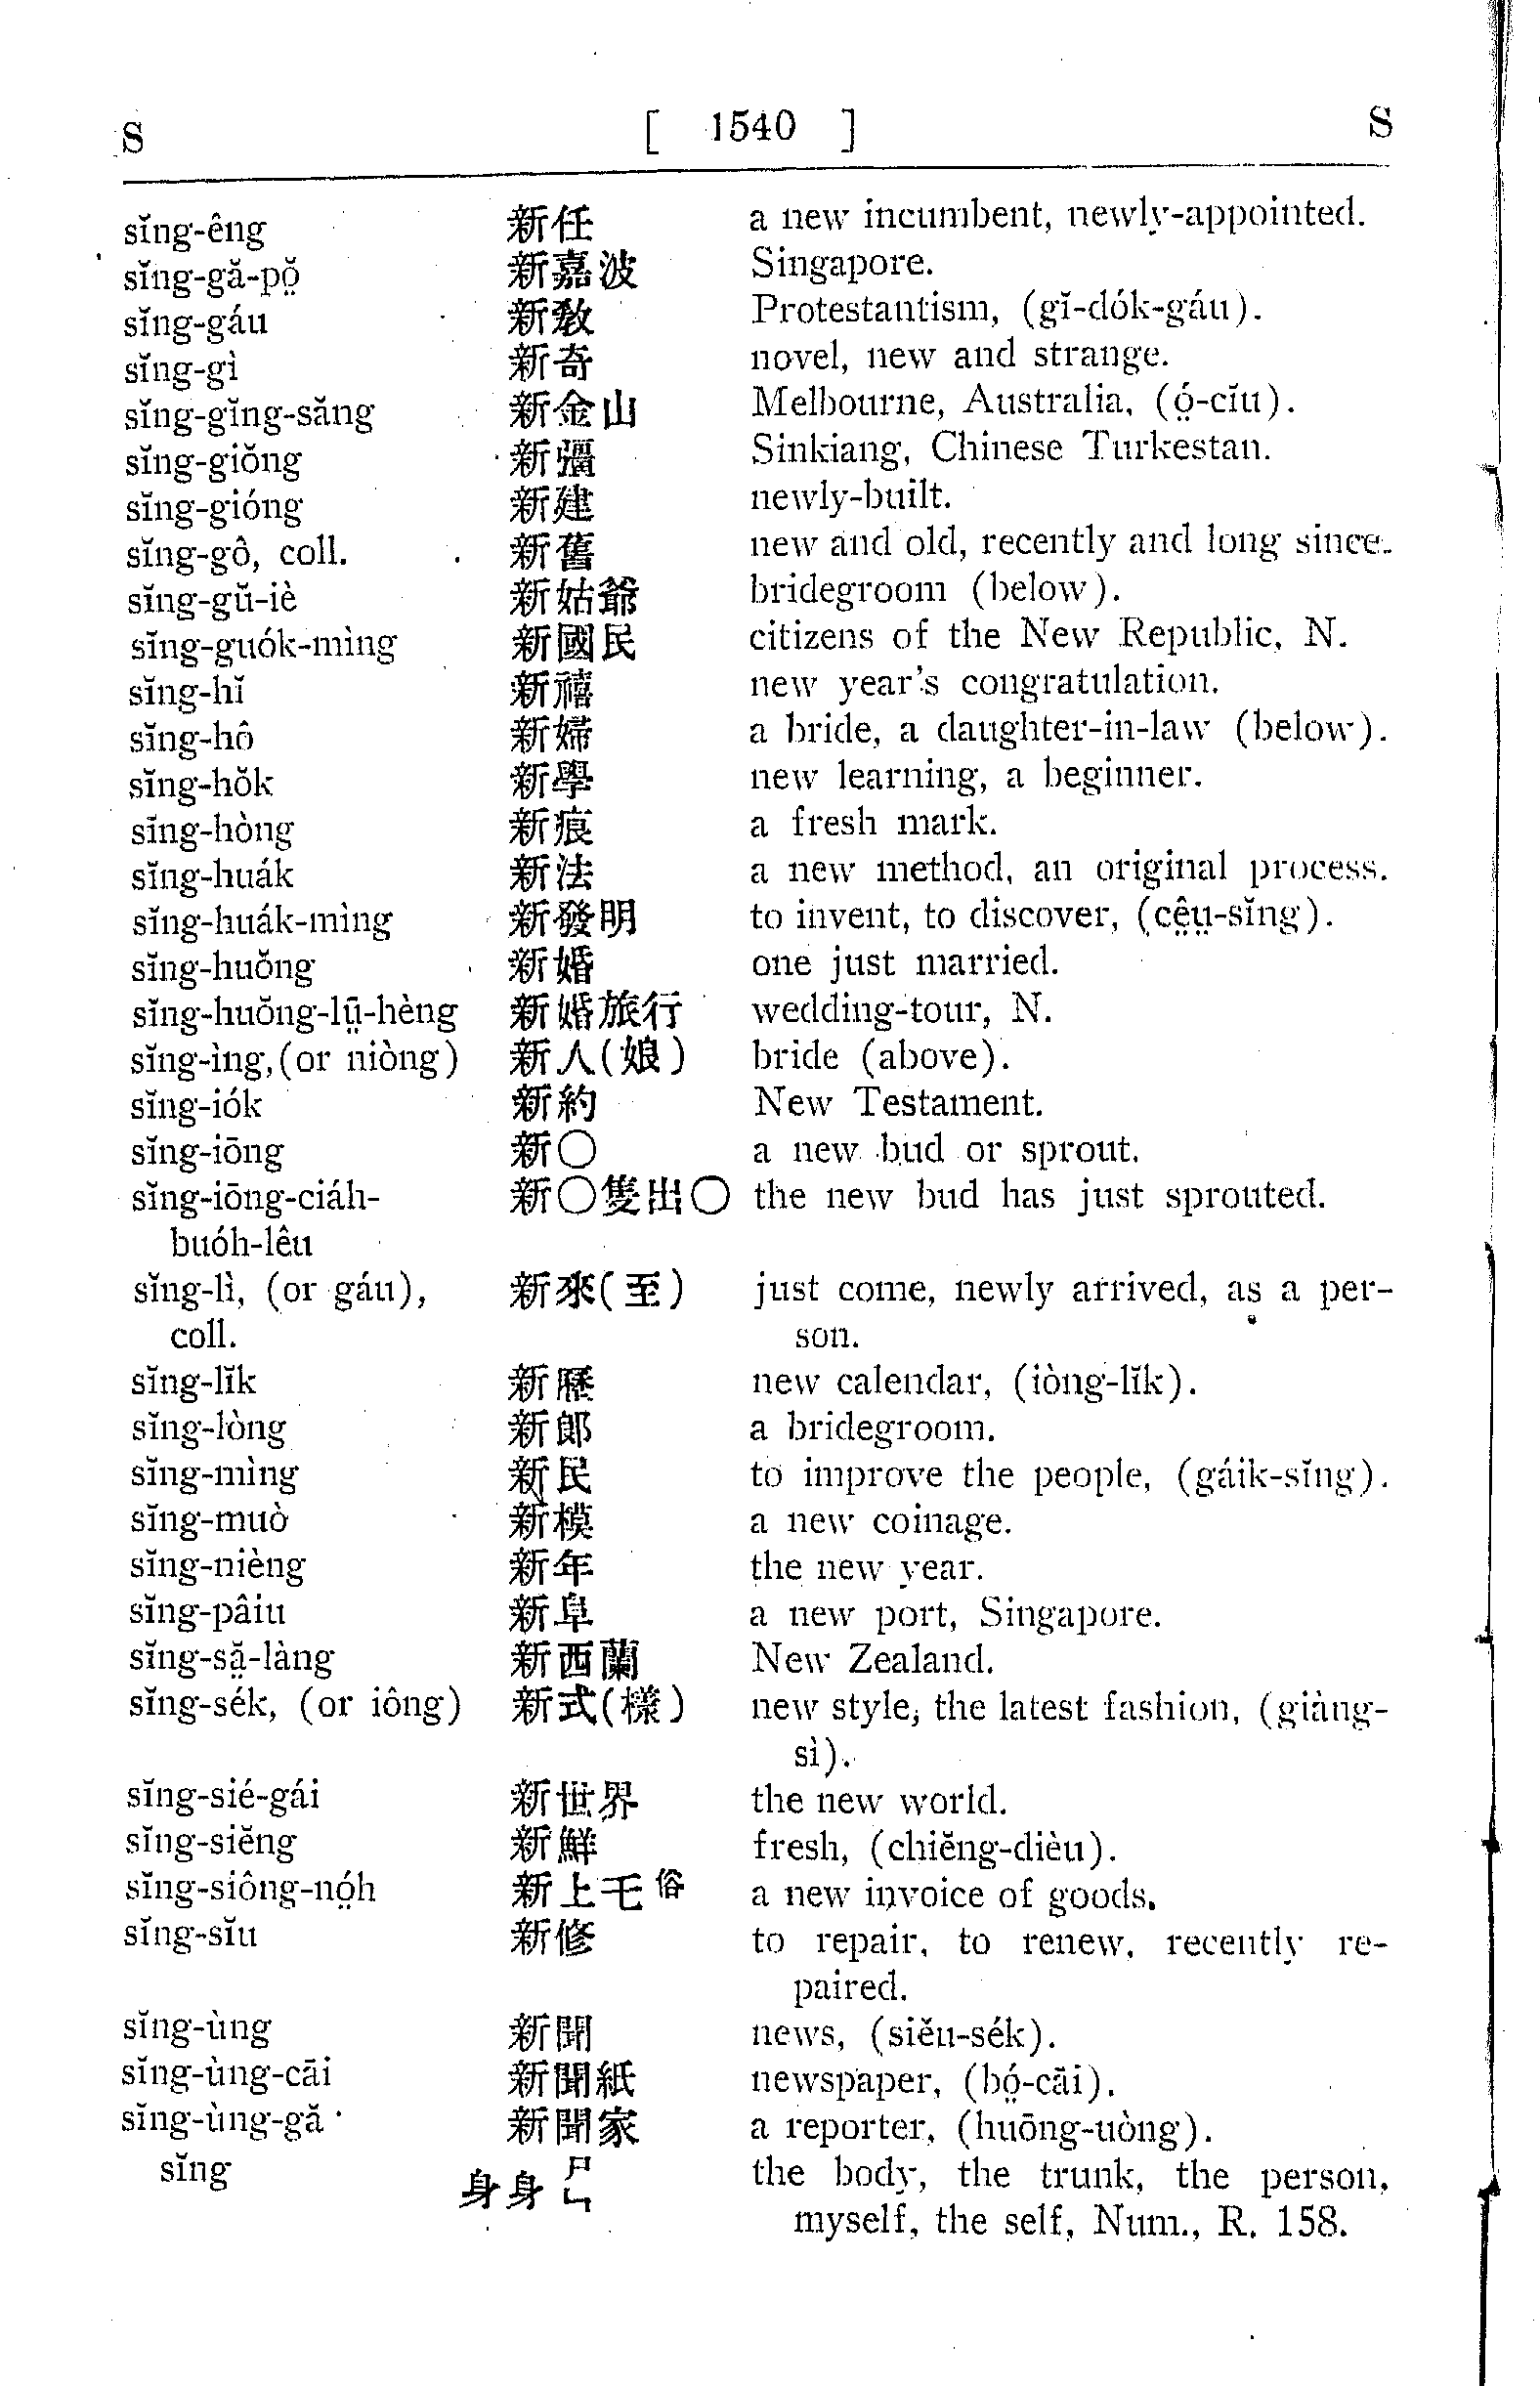 S [ 1540 ] S
sĭng-êng 新任 a new incumbent, newly-appointed.
sĭng-gă-pŏ̤ 新嘉波 Singapore.
sĭng-gáu 新教 Protestantism, (gĭ-dók-gáu).
sĭng-gì 新奇 novel, new and strange.
sĭng-gĭng-săng 新金山 Melbourne, Australia, (ó̤-cĭu).
sĭng-giŏng 新疆 Sinkiang, Chinese Turkestan.
sĭng-gióng 新建 newly-built.
sĭng-gô, coll. 新舊 new and old, recently and long since.
sĭng-gŭ-iè 新姑爺 bridegroom (below).
sĭng-guók-mìng 新國民 citizens of the New Republic, N.
sĭng-hĭ 新禧 new year's congratulation.
sĭng-hô 新婦 a bride, a daughter-in-law (below).
sĭng-hŏk 新學 new learning, a beginner.
sĭng-hòng 新痕 a fresh mark.
sĭng-huák 新法 a new method, an original process.
sĭng-huák-mìng 新發明 to invent, to discover, (cê̤ṳ-sĭng).
sĭng-huŏng 新婚 one just married.
sĭng-huŏng-lṳ̄-hèng 新婚旅行 wedding-tour, N.
sĭng-ìng, (or niòng) 新人(娘) bride (above).
sĭng-iók 新約 New Testament.
sĭng-iōng 新〇 a new bud or sprout.
sĭng-iōng-ciáh- 新〇隻出〇 the new bud has just sprouted.
buóh-lêu
sĭng-lì, (or gáu), 新來(至) just come, newly arrived, as a per-
coll. son.
sĭng-lĭk 新曆 new calendar, (iòng-lĭk).
sĭng-lòng 新郎 a bridegroom.
sĭng-mìng 新民 to improve the people, (gáik-sĭng).
sĭng-muò 新模 a new coinage.
sĭng-nièng 新年 the new year.
sĭng-pâiu 新阜 a new port, Singapore.
sĭng-să̤-làng 新西蘭 New Zealand.
sĭng-sék, (or iông) 新式(樣) new style, the latest fashion, (giàng-
sì).
sĭng-sié-gái 新世界 the new world.
sĭng-siĕng 新鮮 fresh, (chiĕng-dièu).
sĭng-siông-nó̤h 新上乇俗 a new invoice of goods.
sĭng-sĭu 新修 to repair, to renew, recently re-
paired.
sĭng-ùng 新聞 news, (siĕu-sék).
sĭng-ùng-cāi 新聞紙 newspaper, (bó̤-cāi).
sĭng-ùng-gă 新聞家 a reporter, (huōng-uòng).
sĭng 身身ㄕㄣ the body, the trunk, the person,
myself, the self, Num., R. 158.